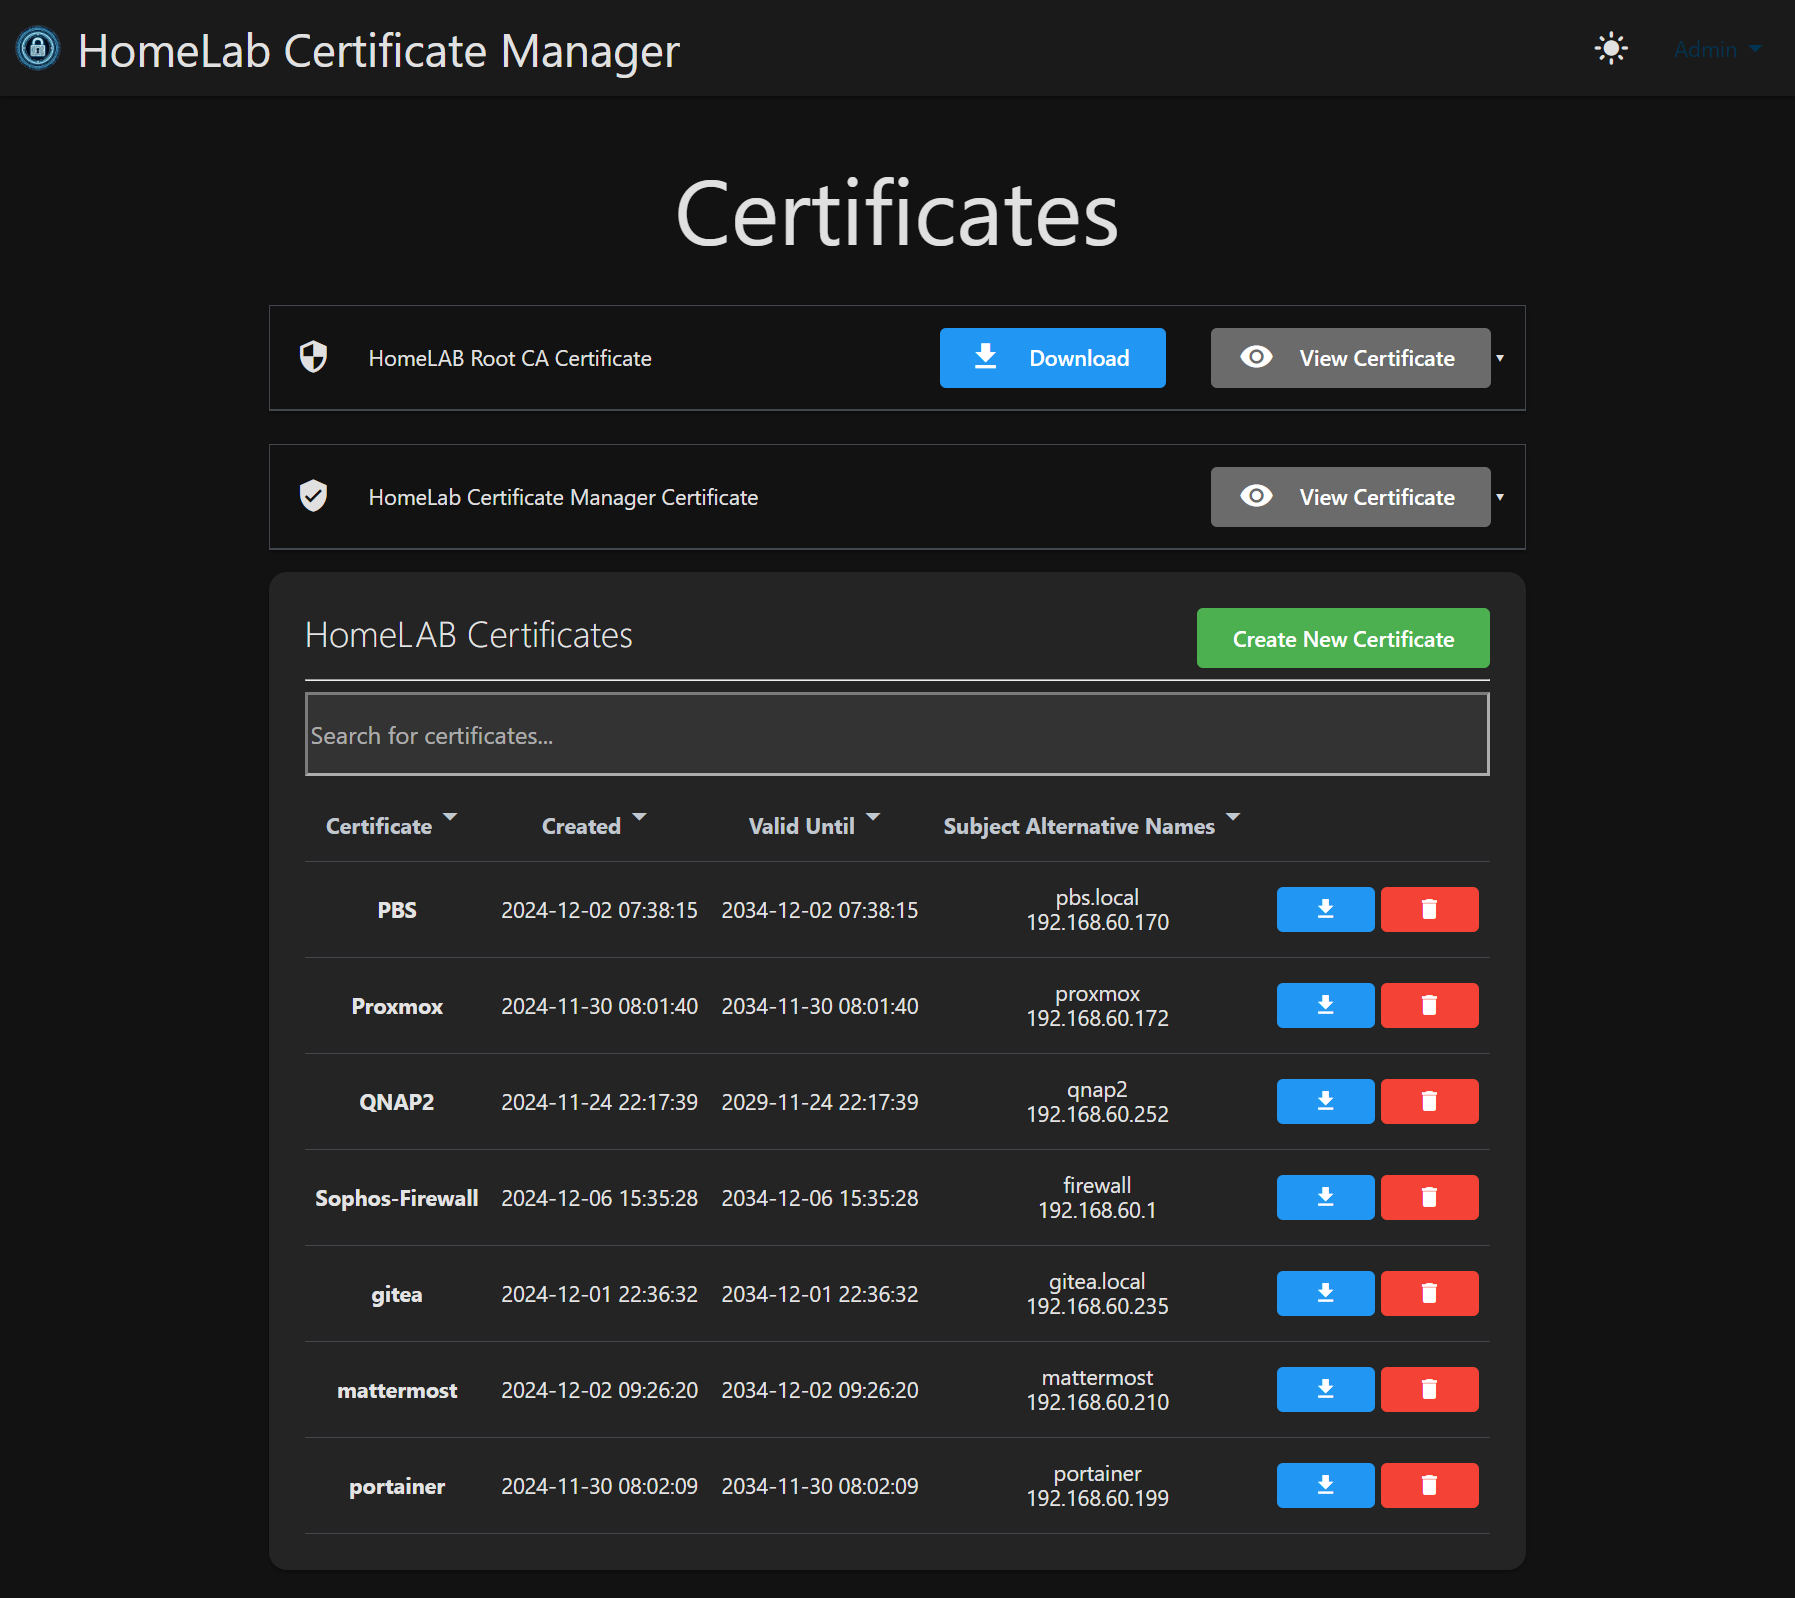 HomeLab Certificate Manager
Admin
Certificates
HomeLAB Root CA Certificate
Download
View Certificate
HomeLab Certificate Manager Certificate
View Certificate
HomeLAB Certificates
Create New Certificate
Search for certificates...
Certificate Created Valid Until Subject Alternative Names
PBS 2024-12-02 07:38:15 2034-12-02 07:38:15 pbs.local
192.168.60.170
Proxmox 2024-11-30 08:01:40 2034-11-30 08:01:40 proxmox
192.168.60.172
QNAP2 2024-11-24 22:17:39 2029-11-24 22:17:39 qnap2
192.168.60.252
Sophos-Firewall 2024-12-06 15:35:28 2034-12-06 15:35:28 firewall
192.168.60.1
gitea 2024-12-01 22:36:32 2034-12-01 22:36:32 gitea.local
192.168.60.235
mattermost 2024-12-02 09:26:20 2034-12-02 09:26:20 mattermost
192.168.60.210
portainer 2024-11-30 08:02:09 2034-11-30 08:02:09 portainer
192.168.60.199